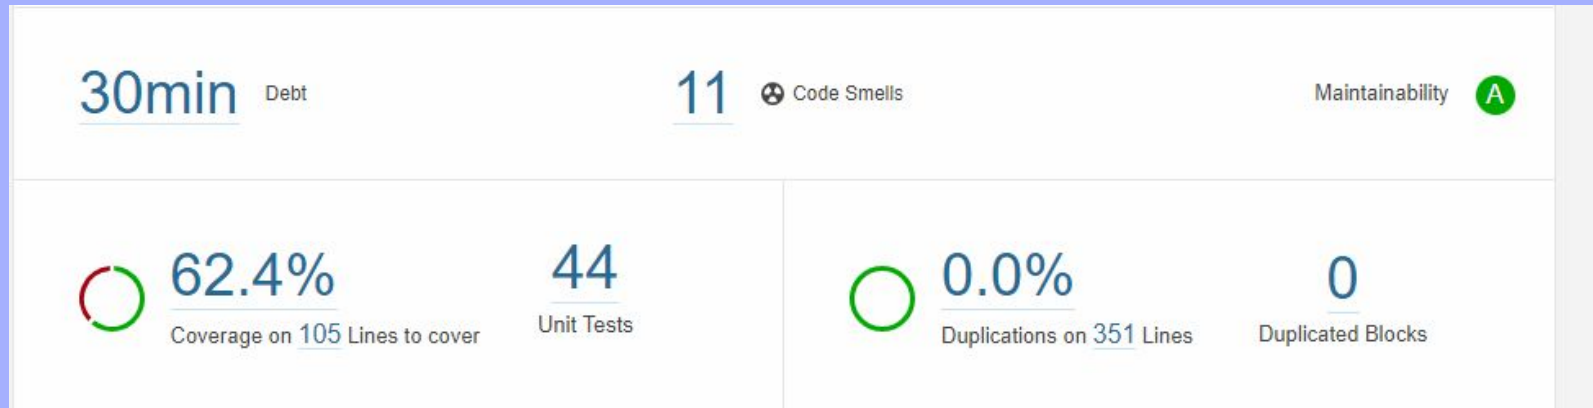 30min Debt 11 Code Smells Maintainability A
62.4% 44 0.0% 0
Coverage on 105 Lines to cover Unit Tests Duplications on 351 Lines Duplicated Blocks